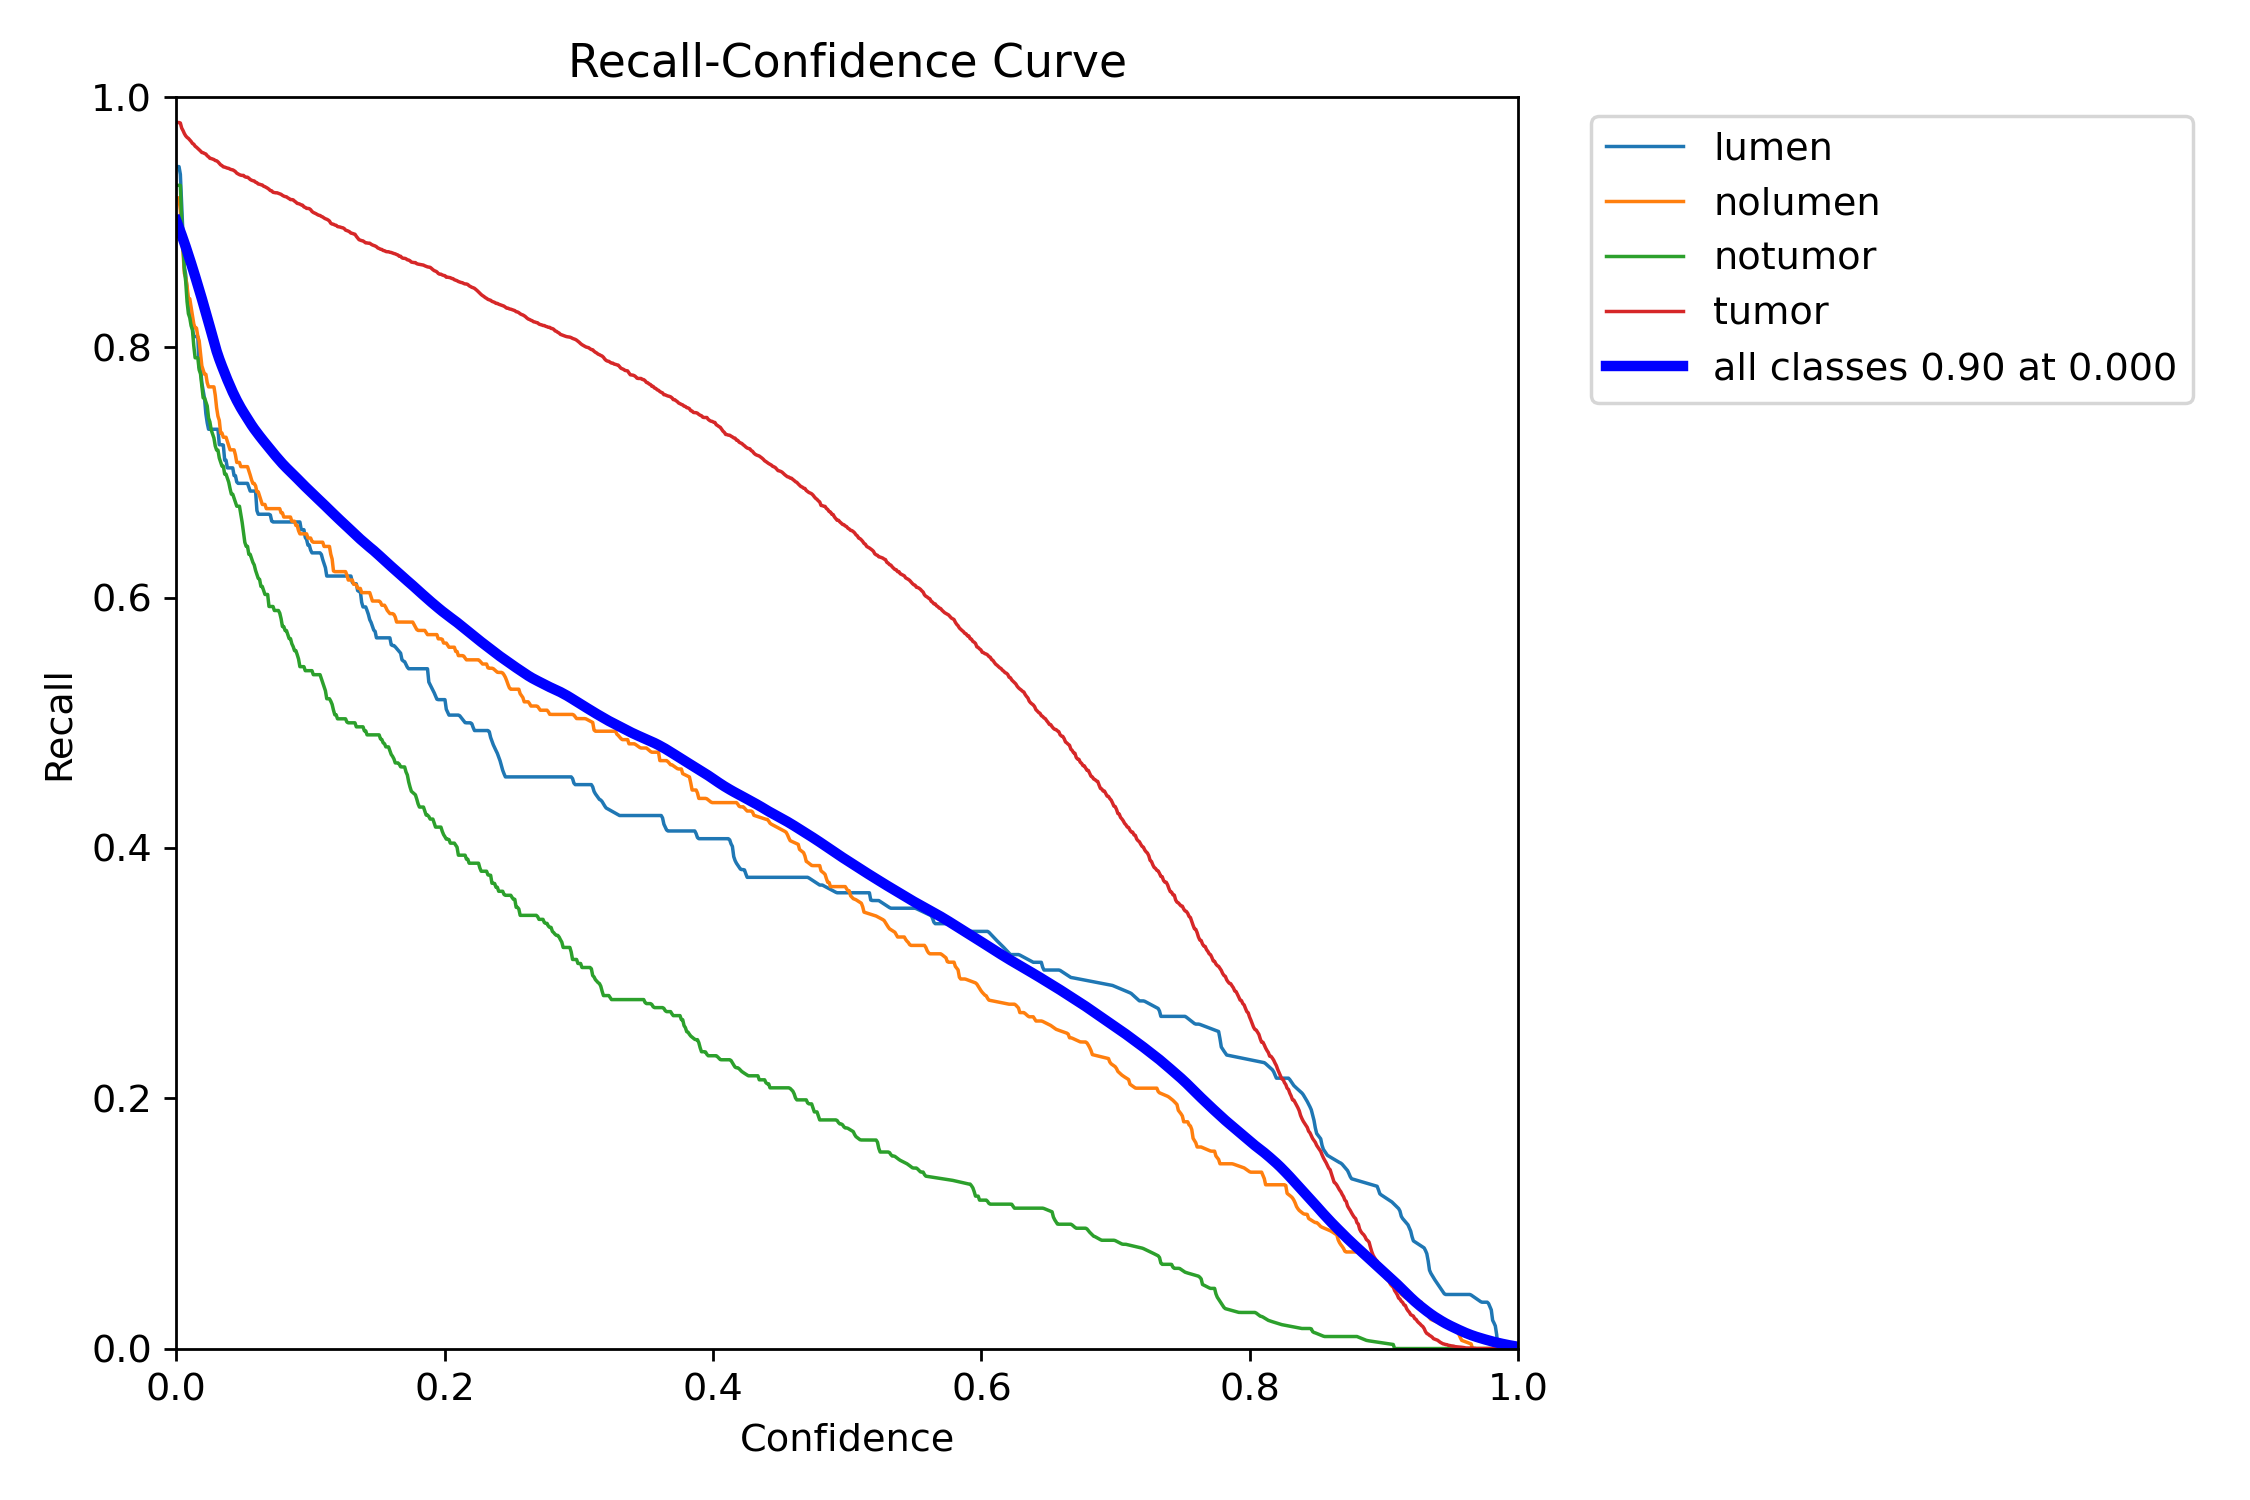 Recall-Confidence Curve
1.0
0.8
0.6
0.4
0.2
0.0
Recall
0.0 0.2 0.4 0.6 0.8 1.0
Confidence
lumen
nolumen
notumor
tumor
all classes 0.90 at 0.000